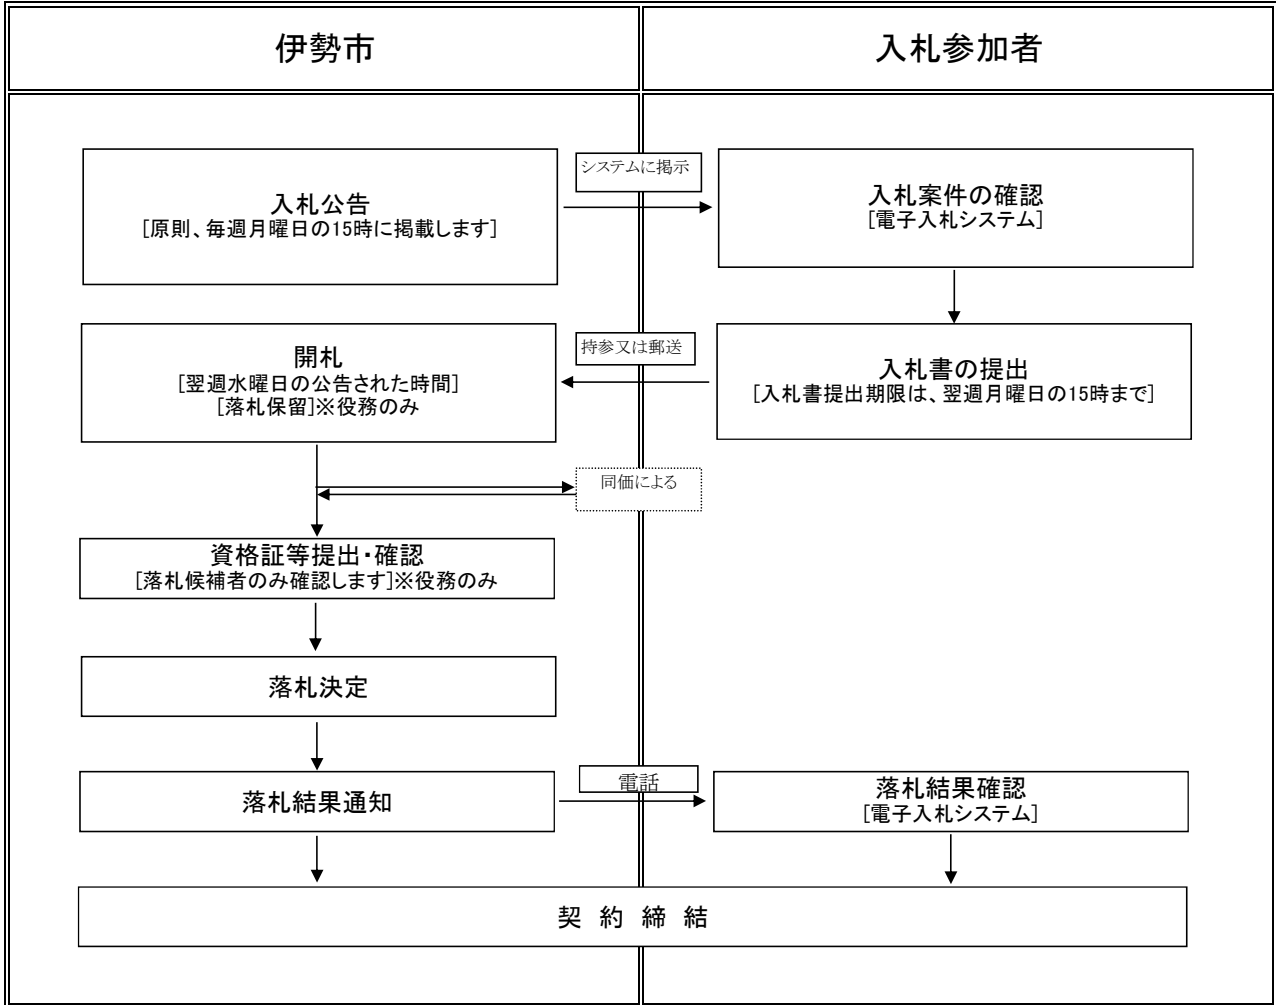 伊勢市
入札参加者
システムに掲示
入札公告
[原則、毎週月曜日の15時に掲載します]
入札案件の確認
[電子入札システム]
持参又は郵送
開札
[翌週水曜日の公告された時間]
[落札保留]※役務のみ
入札書の提出
[入札書提出期限は、翌週月曜日の15時まで]
同価による
資格証等提出・確認
[落札候補者のみ確認します]※役務のみ
落札決定
電話
落札結果通知
落札結果確認
[電子入札システム]
契 約 締 結